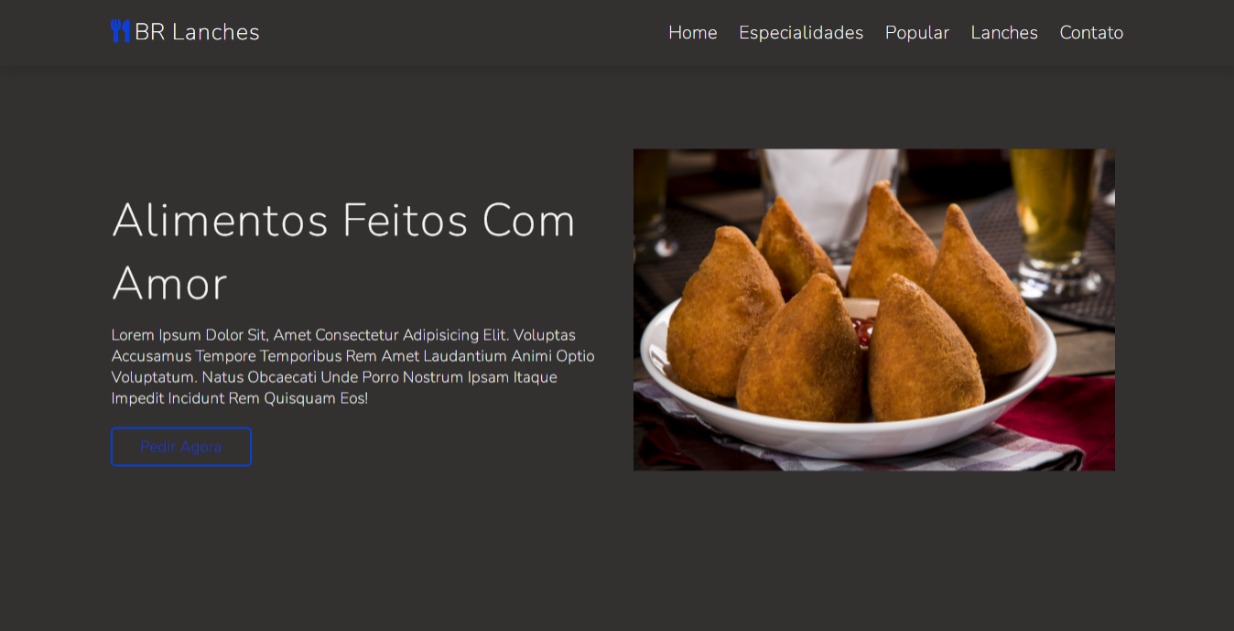 BR Lanches
Home Especialidades Popular Lanches Contato
Alimentos Feitos Com
Amor
Lorem Ipsum Dolor Sit, Amet Consectetur Adipisicing Elit. Voluptas
Accusamus Tempore Temporibus Rem Amet Laudantium Animi Optio
Voluptatum. Natus Obcaecati Unde Porro Nostrum Ipsam Itaque
Impedit Incidunt Rem Quisquam Eos!
Pedir Agora